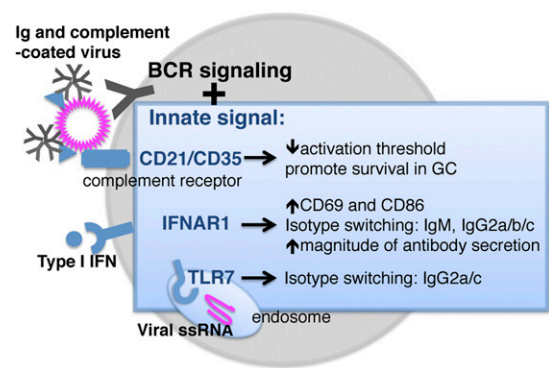 Ig and complement
-coated virus
BCR signaling
+
Innate signal:
CD21/CD35
complement receptor
activation threshold
promote survival in GC
IFNAR1
CD69 and CD86
Isotype switching: IgM, IgG2a/b/c
magnitude of antibody secretion
Type I IFN
TLR7
Isotype switching: IgG2a/c
Viral ssRNA
endosome